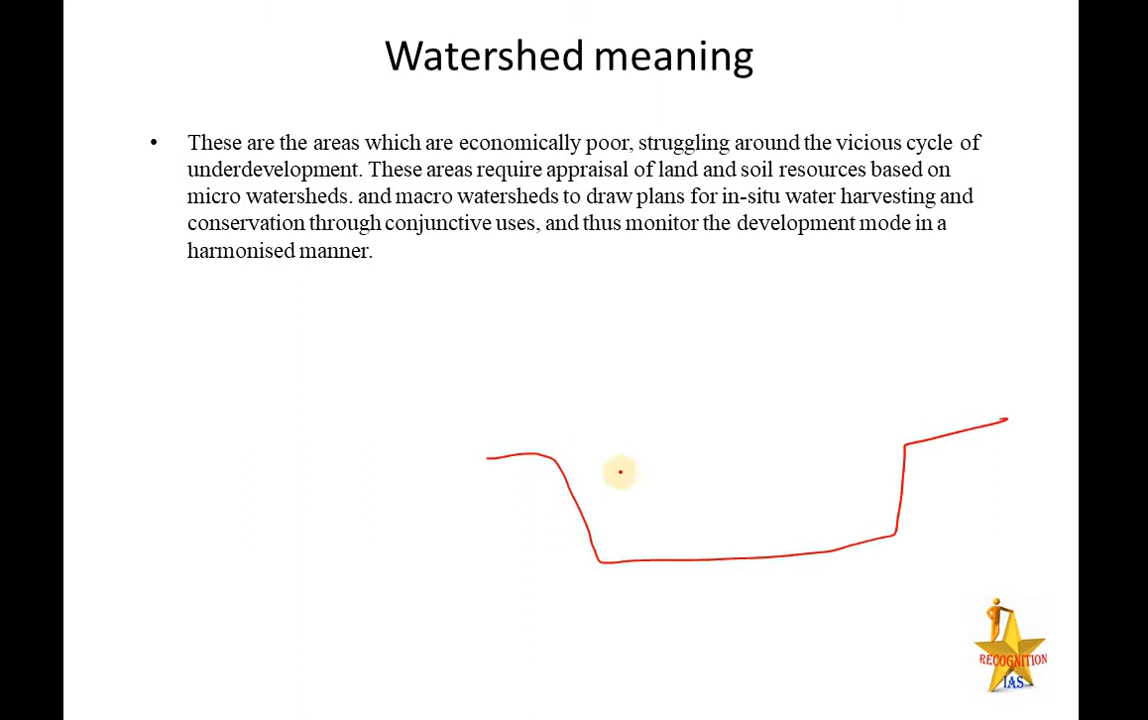 Watershed meaning
• These are the areas which are economically poor, struggling around the vicious cycle of
underdevelopment. These areas require appraisal of land and soil resources based on
micro watersheds. and macro watersheds to draw plans for in-situ water harvesting and
conservation through conjunctive uses, and thus monitor the development mode in a
harmonised manner.
RECOGNITION
IAS